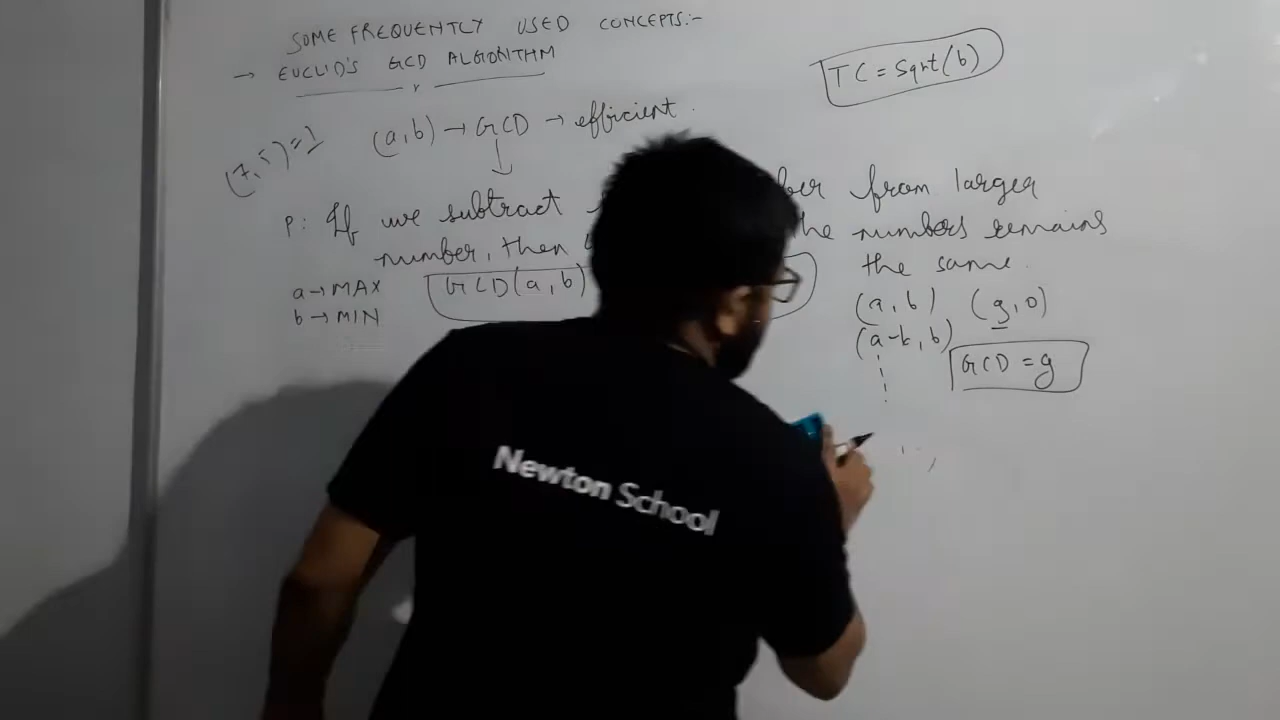 SOME FREQUENTLY USED CONCEPTS:-
→ EUCLID'S GCD ALGORITHM
TC = Sqrt(b)
(a,b) → GCD → efficient.
(7,5)=1
P: If we subtract from larger
number, then the numbers remains
the same.
a→MAX
b→MIN
GCD(a,b)
(a,b) (g,0)
(a-b,b)
GCD = g
Newton School